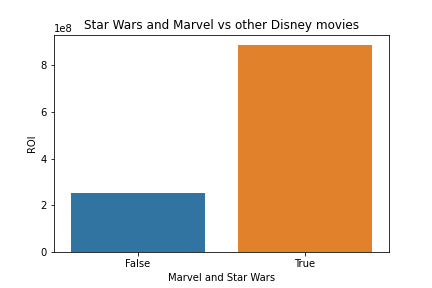 Star Wars and Marvel vs other Disney movies
1e8
8
6
4
2
0
ROI
False
True
Marvel and Star Wars